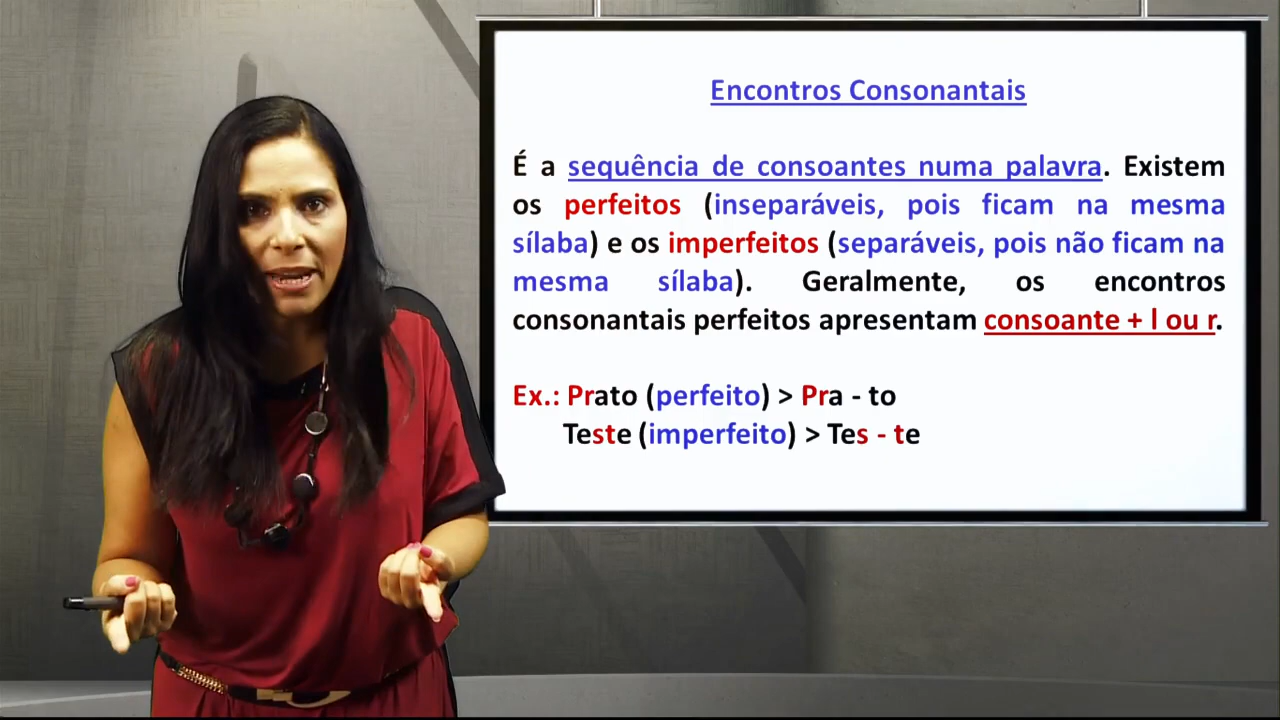 Encontros Consonantais
É a sequência de consoantes numa palavra. Existem
os perfeitos (inseparáveis, pois ficam na mesma
sílaba) e os imperfeitos (separáveis, pois não ficam na
mesma sílaba). Geralmente, os encontros
consonantais perfeitos apresentam consoante + l ou r.
Ex.: Prato (perfeito) > Pra - to
Teste (imperfeito) > Tes - te